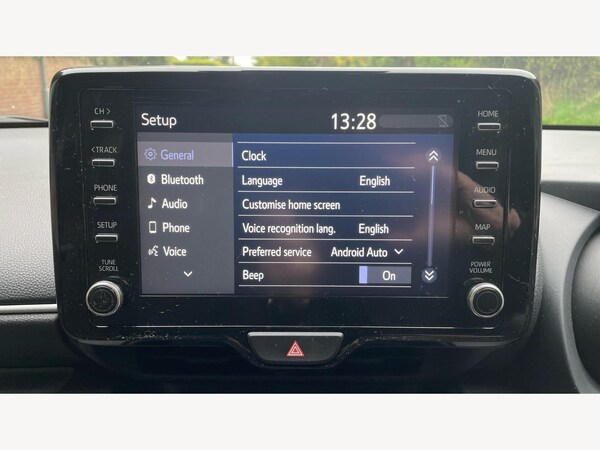 CH >
< TRACK
PHONE
SETUP
TUNE
SCROLL
Setup 13:28
General
Bluetooth
Audio
Phone
Voice
Clock
Language English
Customise home screen
Voice recognition lang. English
Preferred service Android Auto
Beep On
HOME
MENU
AUDIO
MAP
POWER
VOLUME